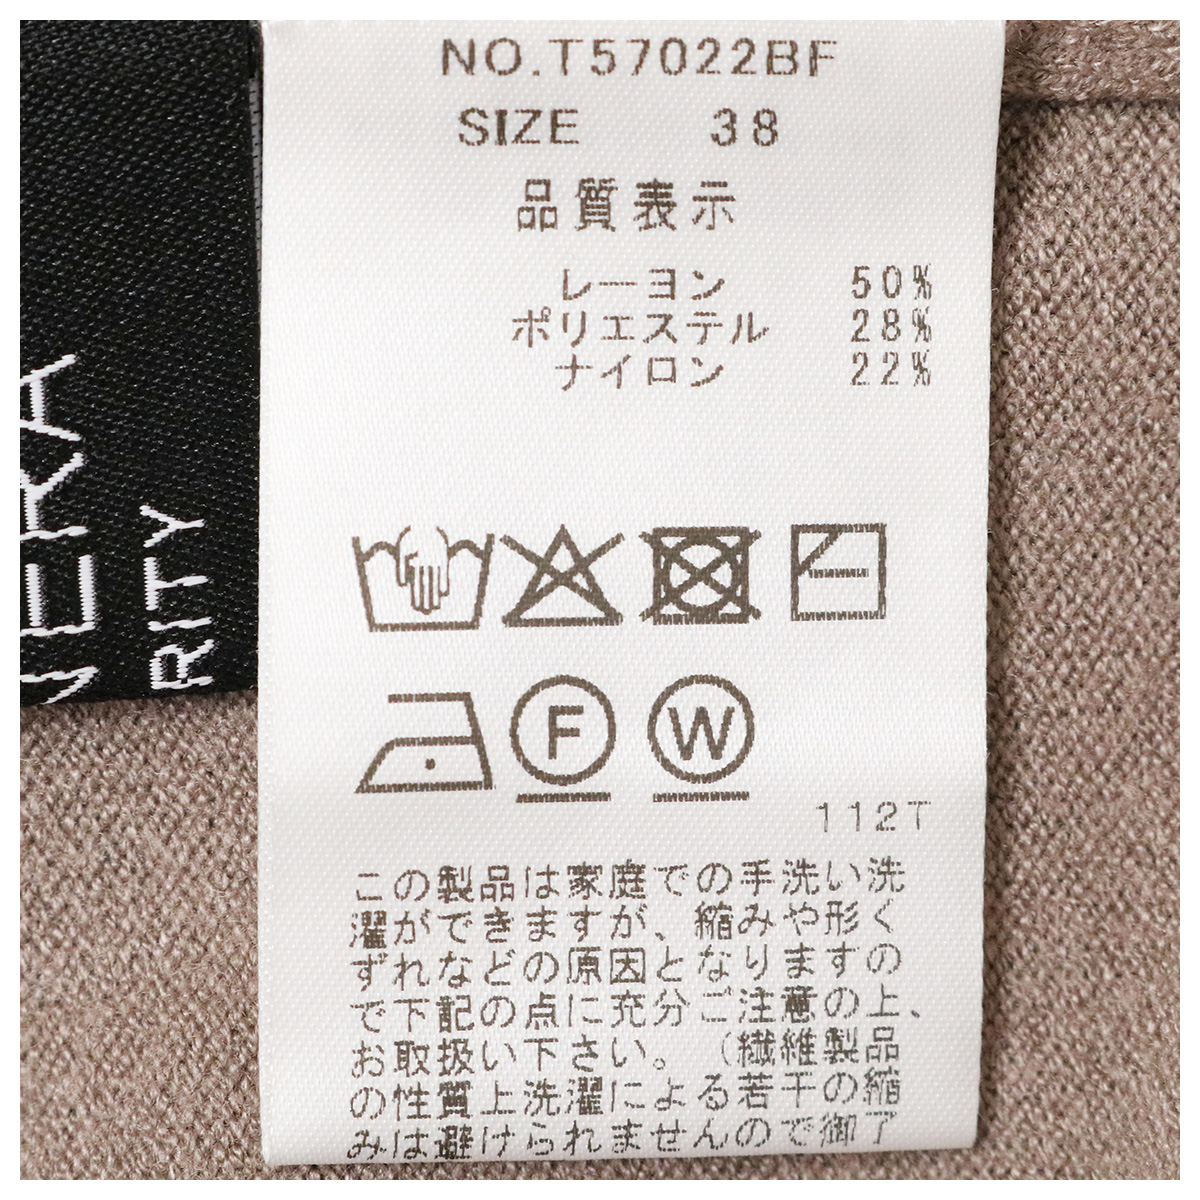 NO.T57022BF
SIZE 38
品質表示
レーヨン 50%
ポリエステル 28%
ナイロン 22%
F
W
112T
この製品は家庭での手洗い洗
濯ができますが、縮みや形く
ずれなどの原因となりますの
で下記の点に充分ご注意の上、
お取扱い下さい。（繊維製品
の性質上洗濯による若干の縮
みは避けられませんので御了
RITY